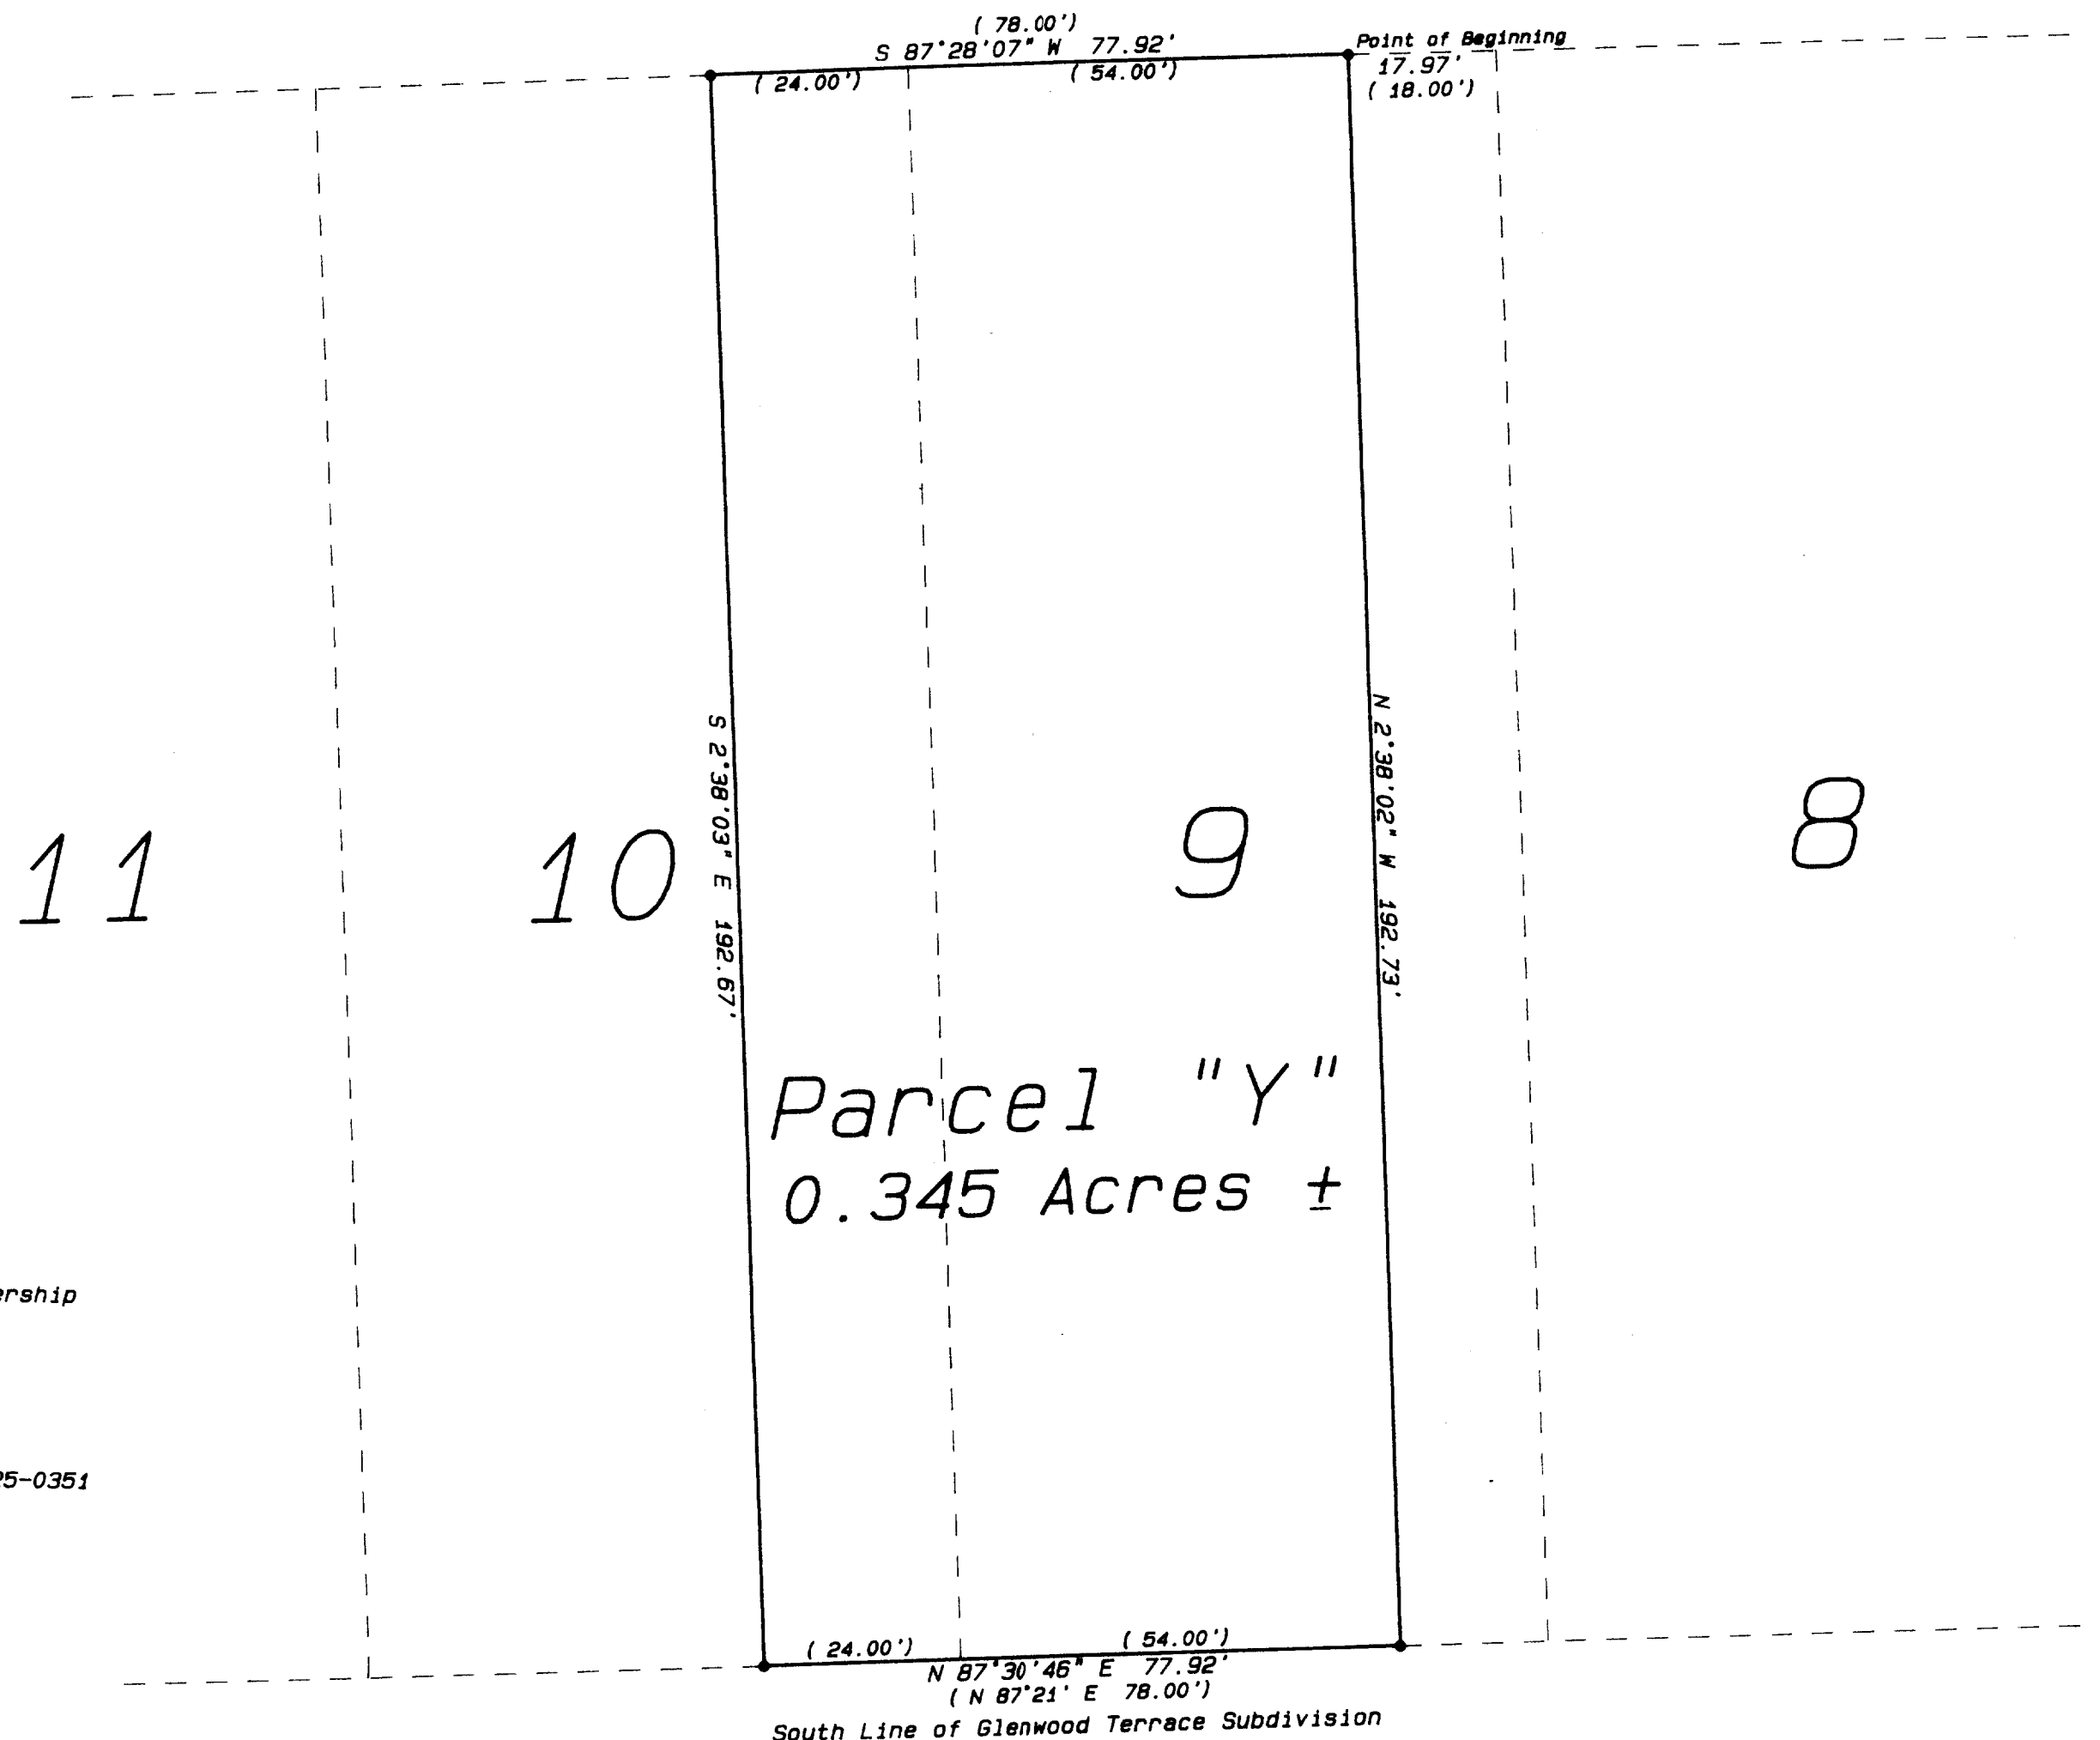 ( 78.00')
S 87°28'07" W 77.92'
Point of Beginning
( 24.00')
( 54.00')
17.97'
( 18.00')
S 2°38'03" E 192.67'
N 2°38'02" W 192.73'
11
10
9
8
Parcel "Y"
0.345 Acres ±
ership
25-0351
( 24.00')
( 54.00')
N 87°30'46" E 77.92'
( N 87°21' E 78.00')
South Line of Glenwood Terrace Subdivision